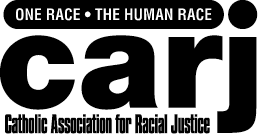 ONE RACE • THE HUMAN RACE
carj
Catholic Association for Racial Justice